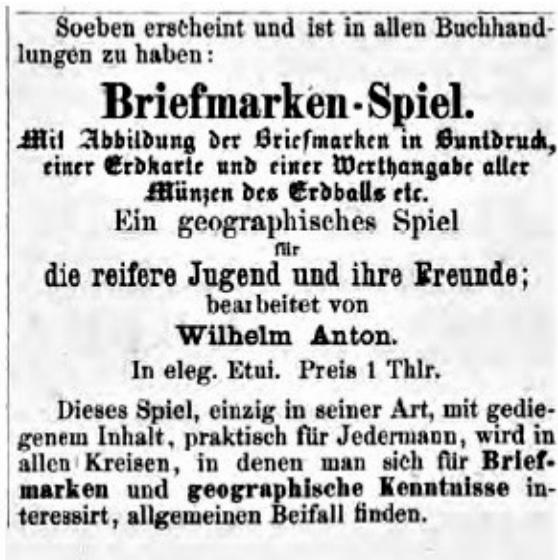 Soeben erscheint und ist in allen Buchhand-
lungen zu haben:
Briefmarken-Spiel.
Mit Abbildung der Briefmarken in Buntdruck,
einer Erdkarte und einer Werthangabe aller
Münzen des Erdballs etc.
Ein geographisches Spiel
für
die reifere Jugend und ihre Freunde;
bearbeitet von
Wilhelm Anton.
In eleg. Etui. Preis 1 Thlr.
Dieses Spiel, einzig in seiner Art, mit gedie-
genem Inhalt, praktisch für Jedermann, wird in
allen Kreisen, in denen man sich für Brief-
marken und geographische Kenntnisse in-
teressirt, allgemeinen Beifall finden.